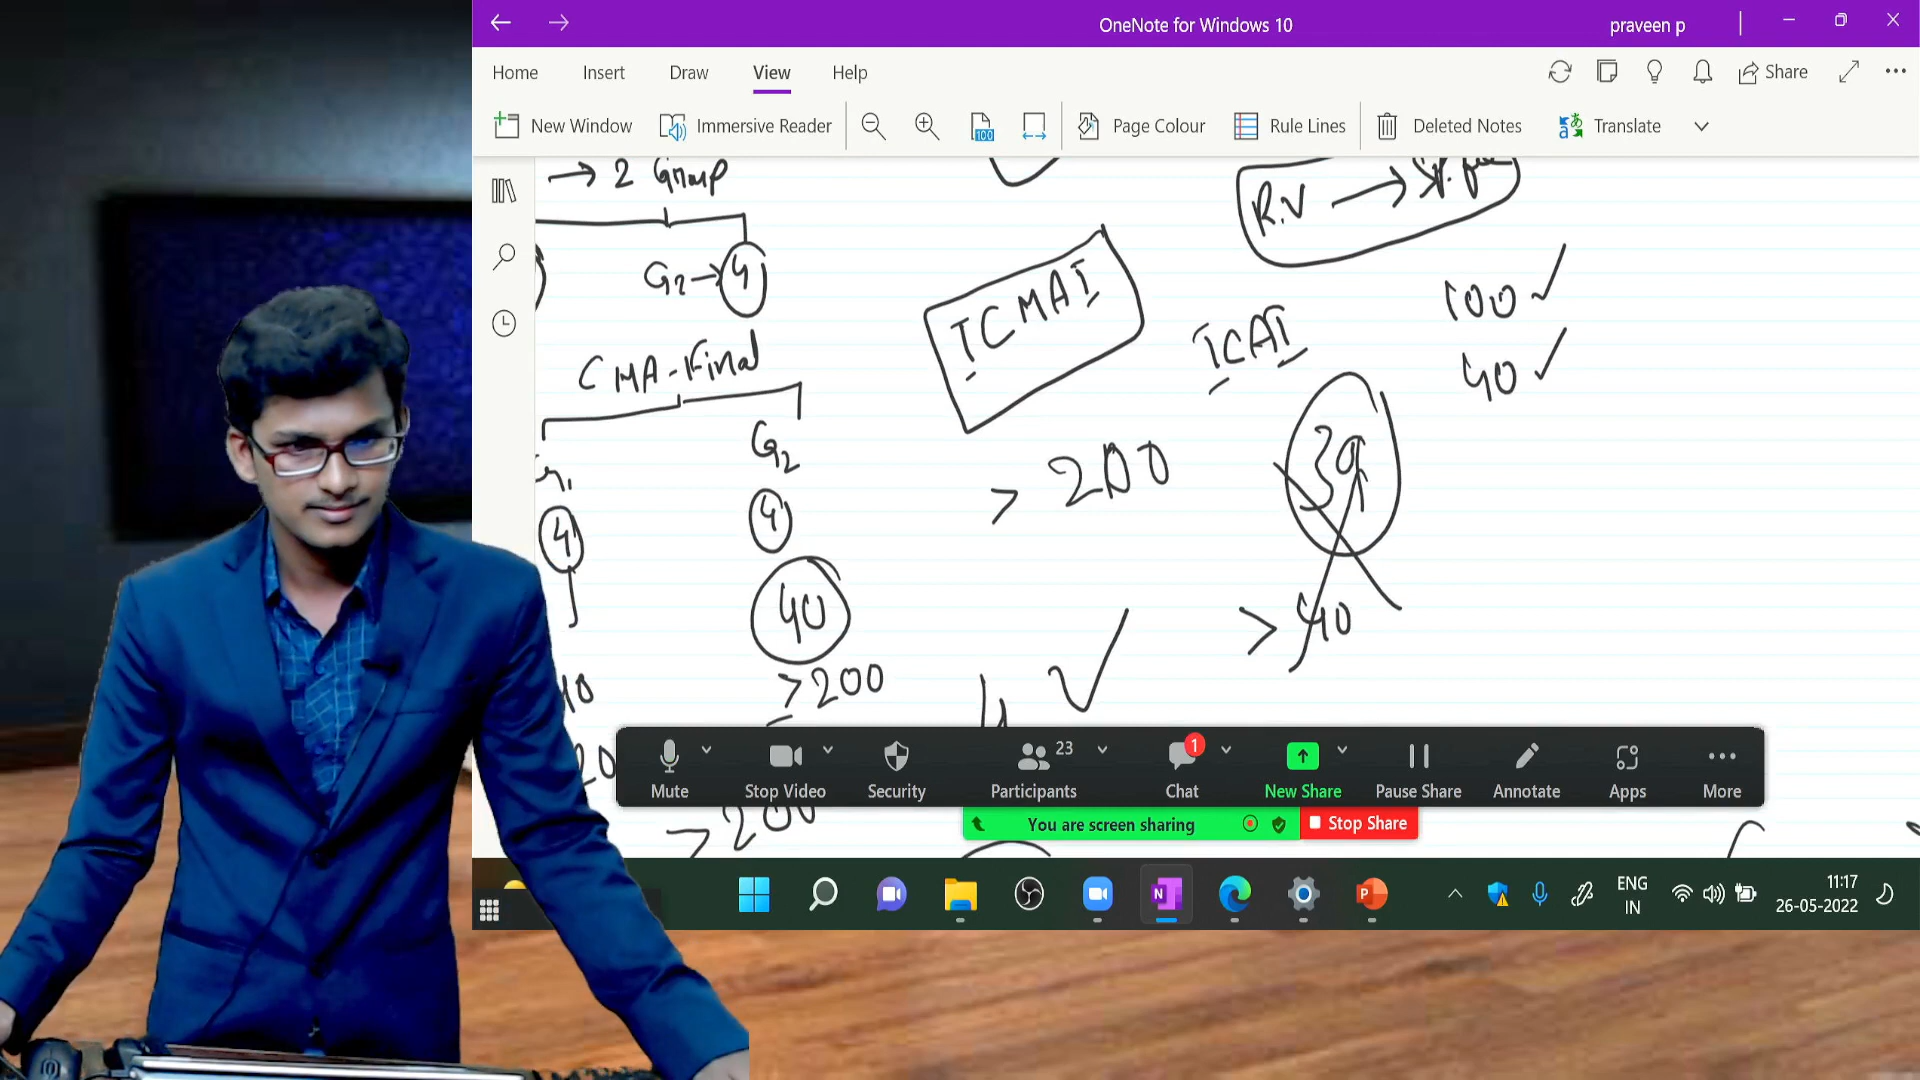 OneNote for Windows 10
praveen p
Home Insert Draw View Help
Share
New Window Immersive Reader Page Colour Rule Lines Deleted Notes Translate
→ 2 Group
R.V →
G2 → 4
ICMAI
ICAI
100 ✓
40 ✓
CMA-Final
G2
> 200
39
4
4
40
> 40
> 200
23
1
Mute Stop Video Security Participants Chat New Share Pause Share Annotate Apps More
> 200
You are screen sharing
Stop Share
ENG
IN
11:17
26-05-2022